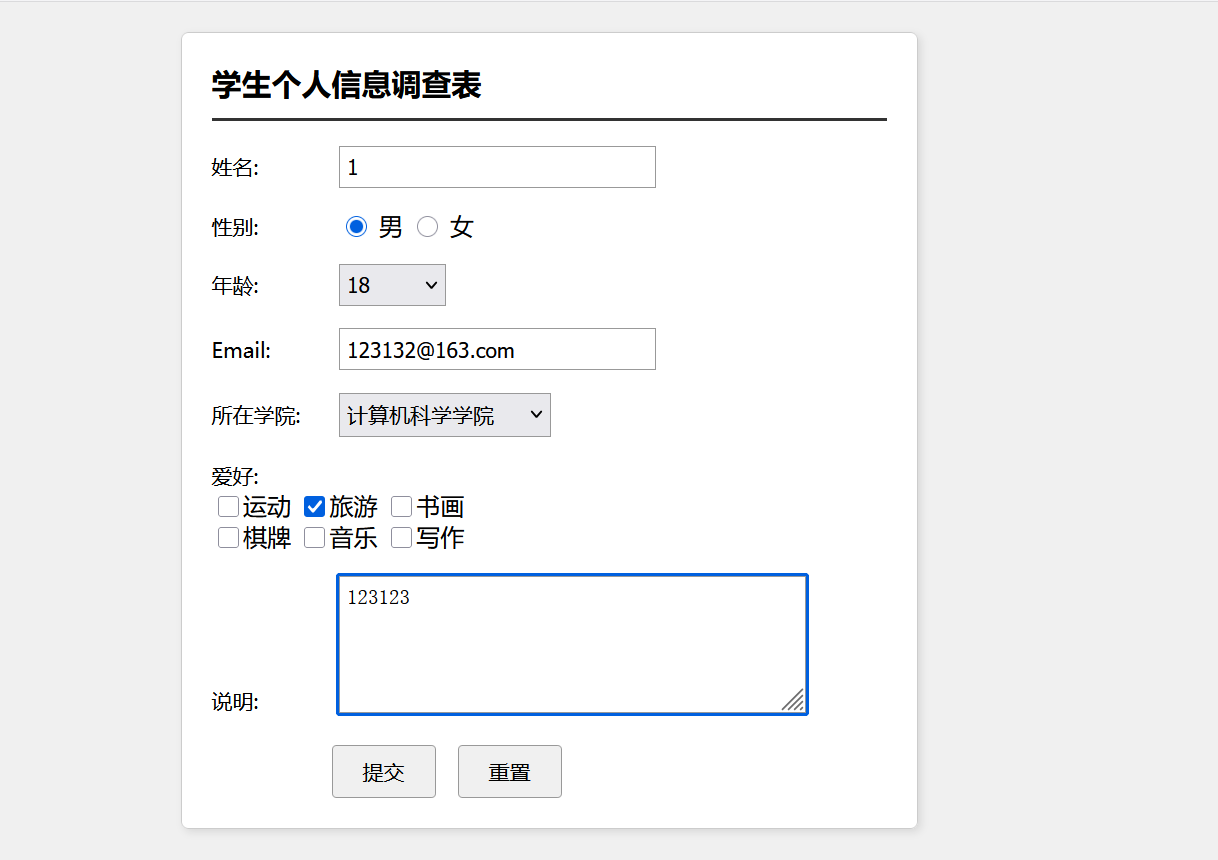 学生个人信息调查表
姓名: 1
性别: 男 女
年龄: 18
Email: 123132@163.com
所在学院: 计算机科学学院
爱好:
运动 旅游 书画
棋牌 音乐 写作
123123
说明:
提交 重置